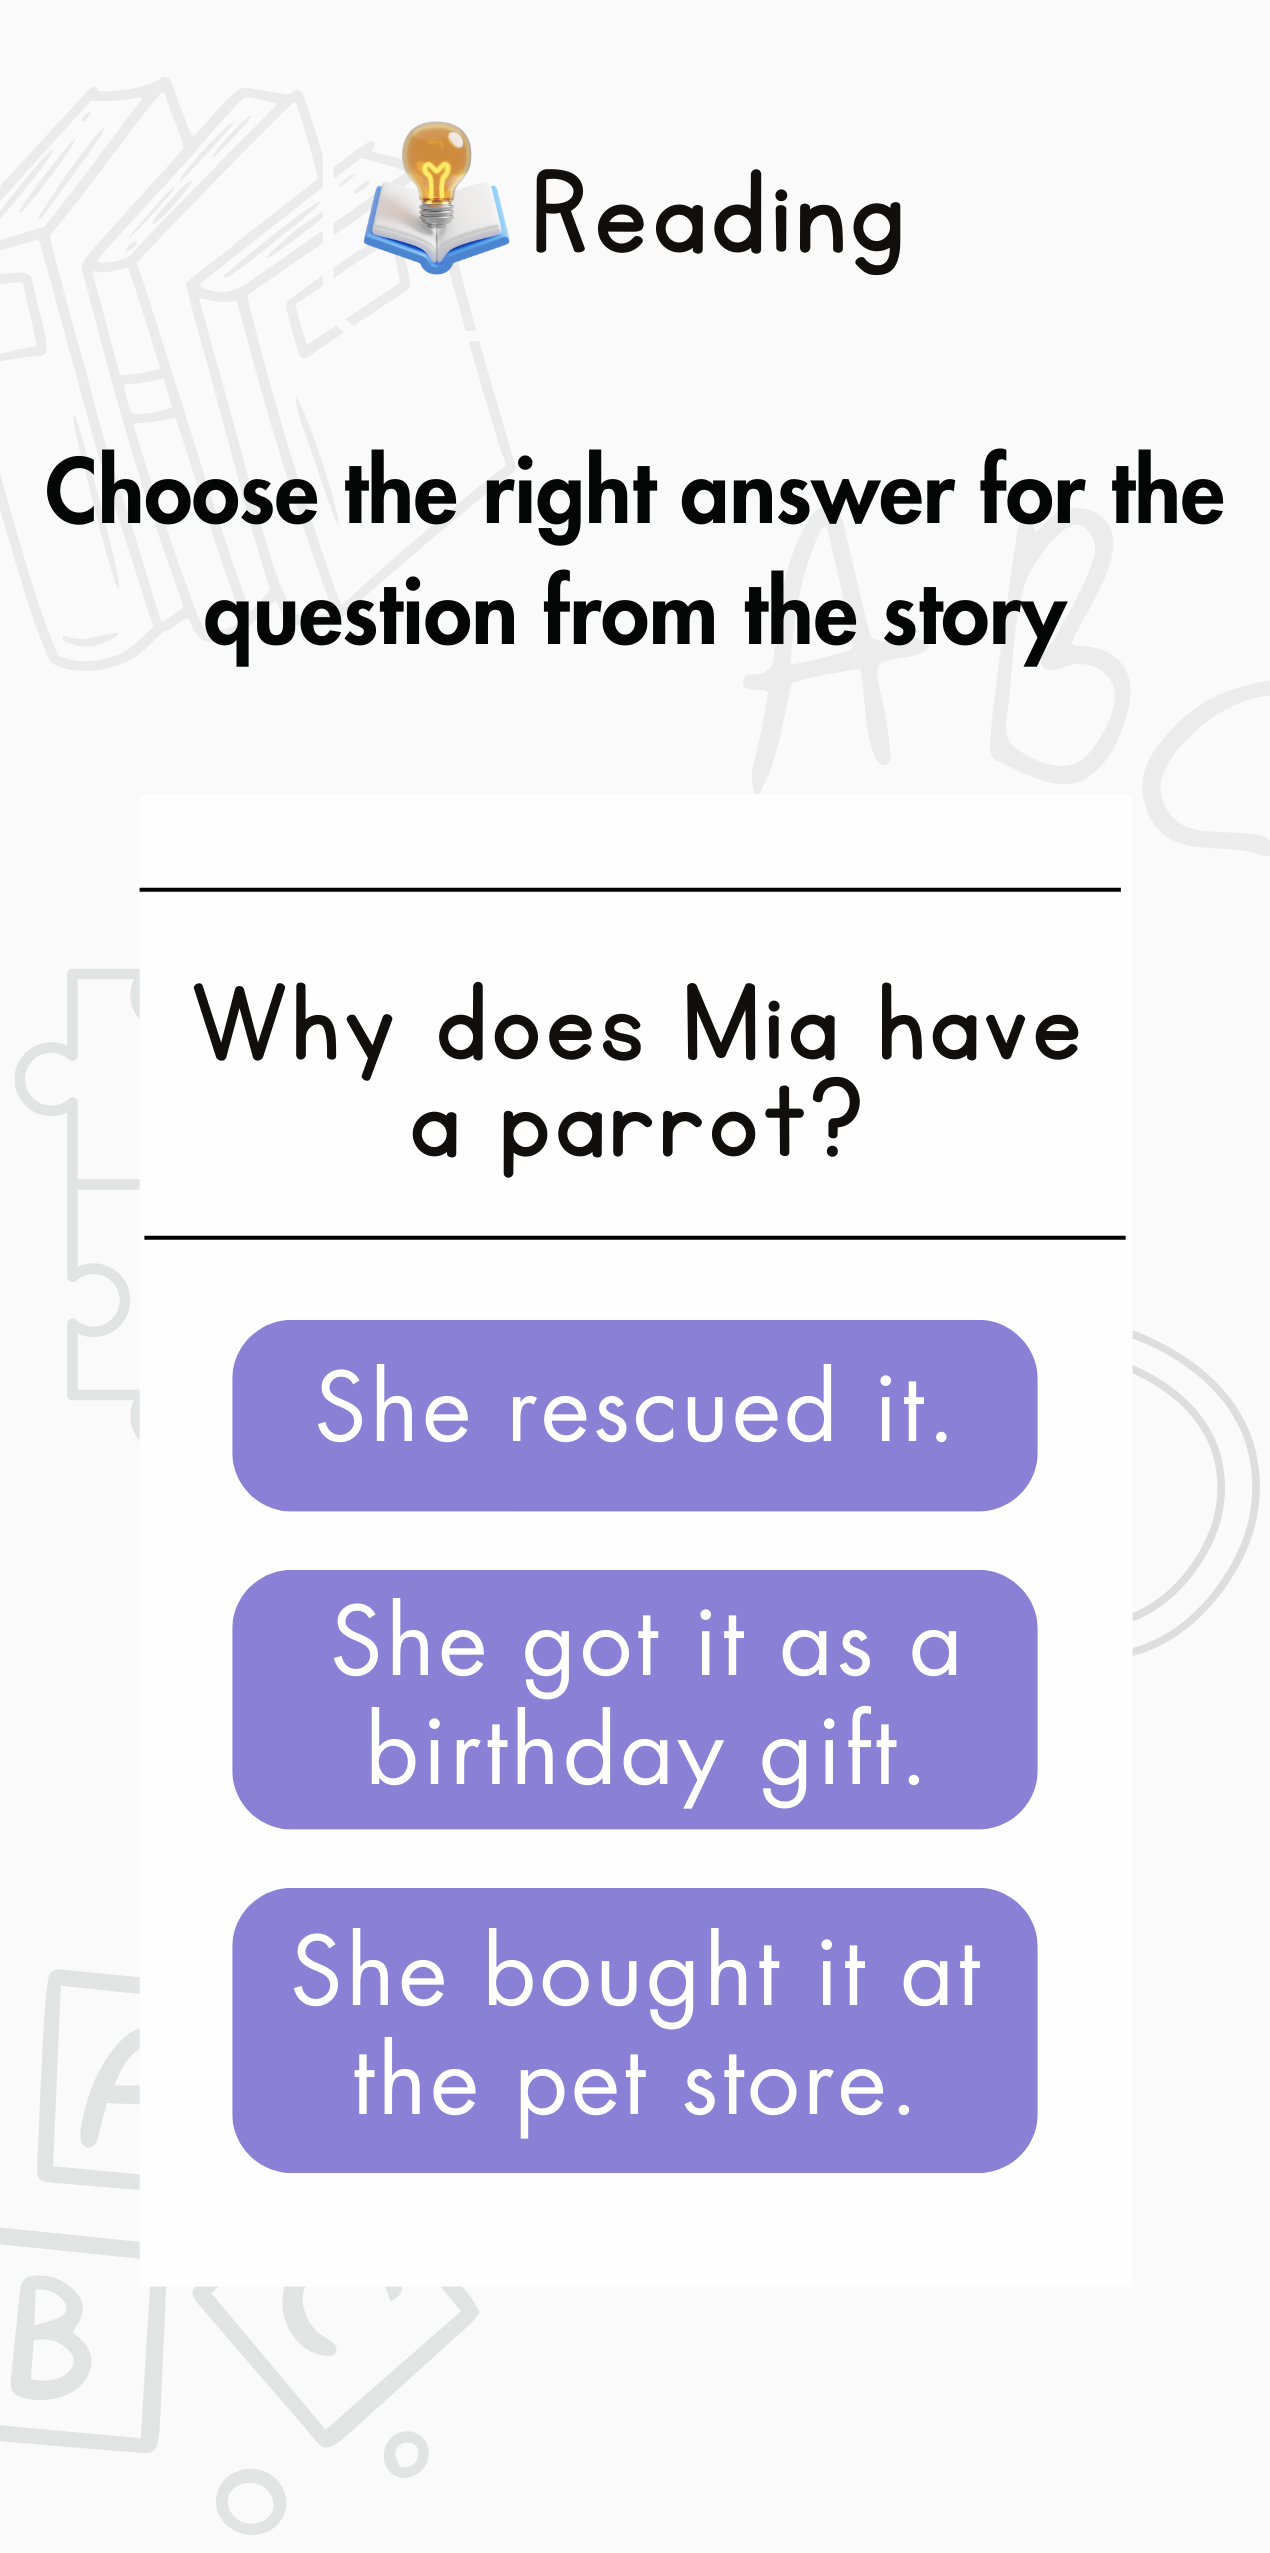 Reading
Choose the right answer for the
question from the story
A B
Why does Mia have
a parrot?
She rescued it.
She got it as a
birthday gift.
She bought it at
the pet store.
A
B